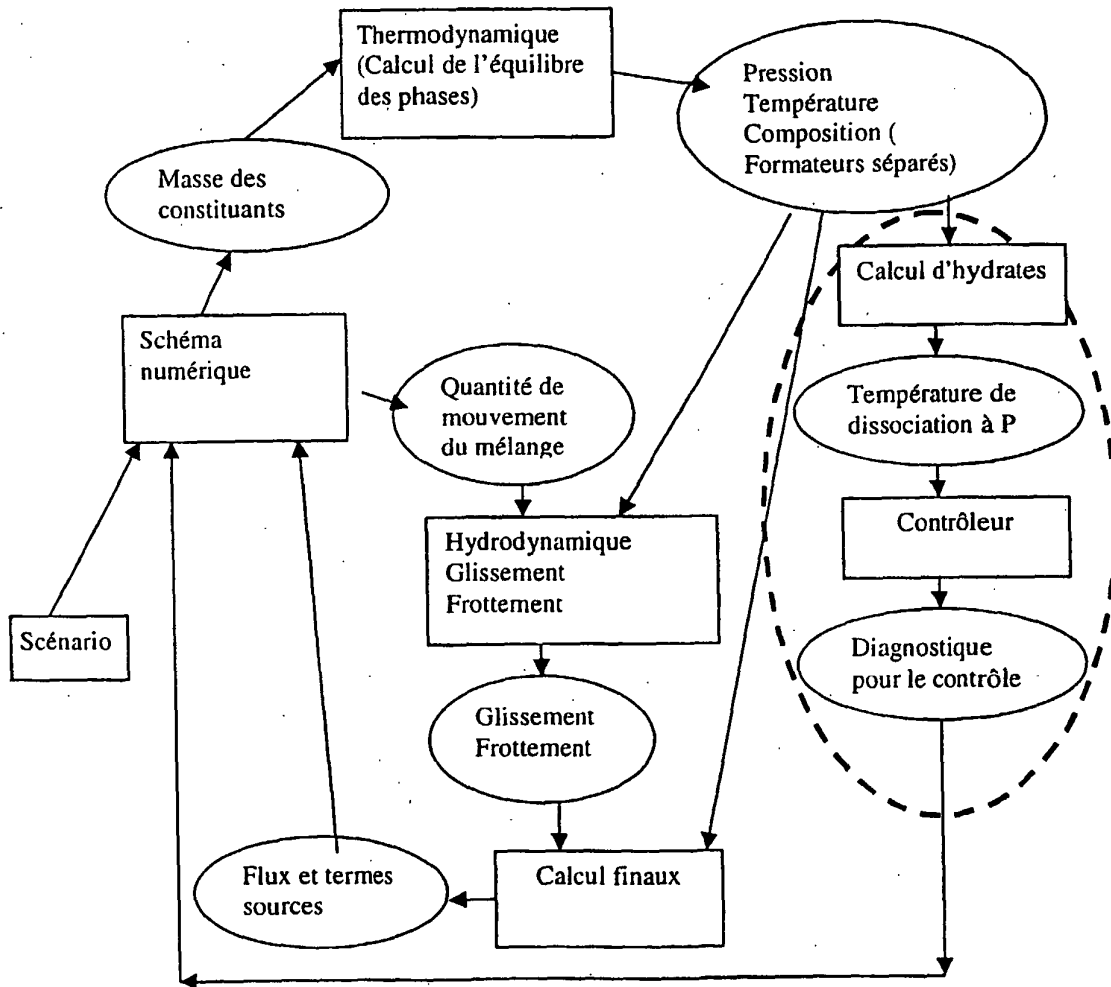 Thermodynamique
(Calcul de l'équilibre
des phases)
Pression
Température
Composition (
Formateurs séparés)
Masse des
constituants
Calcul d'hydrates
Schéma
numérique
Quantité de
mouvement
du mélange
Température de
dissociation à P
Contrôleur
Hydrodynamique
Glissement
Frottement
Scénario
Diagnostique
pour le contrôle
Glissement
Frottement
Flux et termes
sources
Calcul finaux